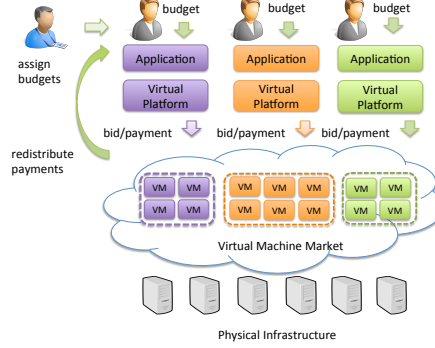 budget budget budget
assign
budgets
Application Application Application
Virtual Virtual Virtual
Platform Platform Platform
bid/payment bid/payment bid/payment
redistribute
payments
VM VM VM VM VM VM VM
VM VM VM VM VM VM VM
Virtual Machine Market
Physical Infrastructure